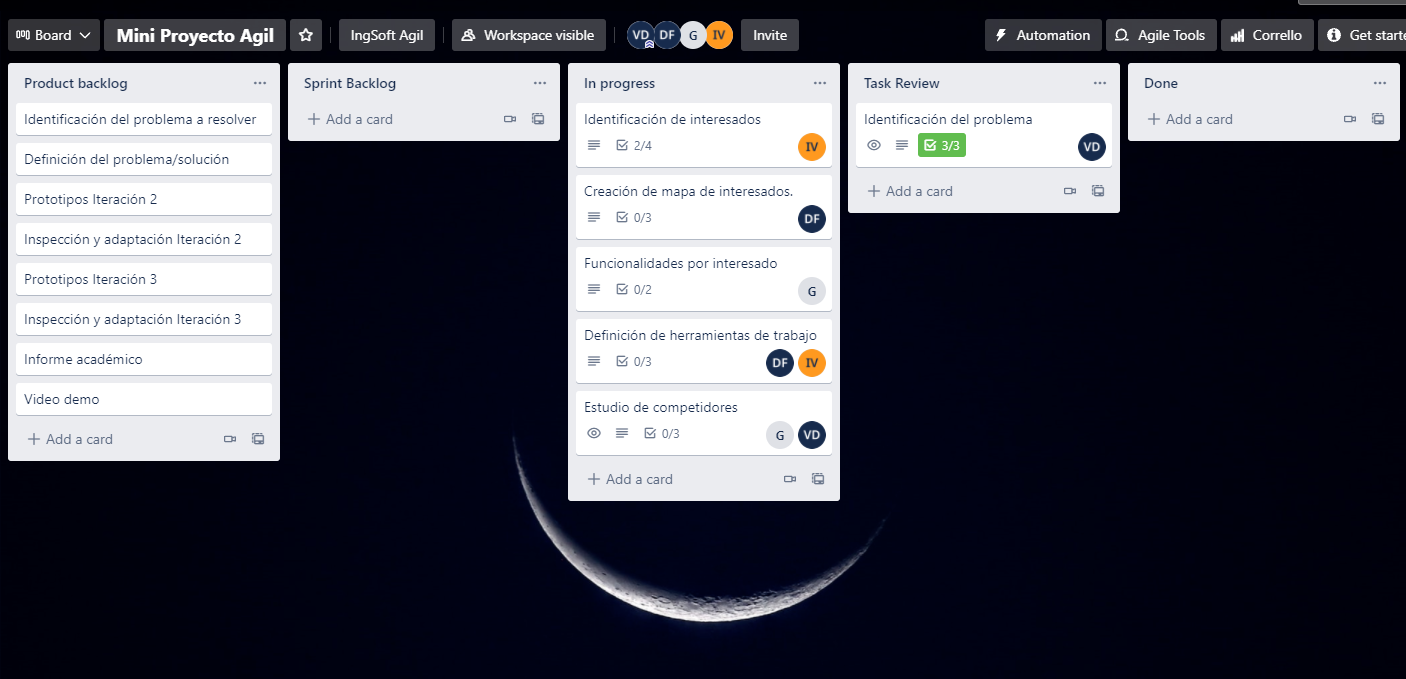 Board
Mini Proyecto Agil
IngSoft Agil
Workspace visible
VD DF G IV
Invite
Automation
Agile Tools
Corrello
Get starte
Product backlog
Identificación del problema a resolver
Definición del problema/solución
Prototipos Iteración 2
Inspección y adaptación Iteración 2
Prototipos Iteración 3
Inspección y adaptación Iteración 3
Informe académico
Video demo
+ Add a card
Sprint Backlog
+ Add a card
In progress
Identificación de interesados
2/4 IV
Creación de mapa de interesados.
0/3 DF
Funcionalidades por interesado
0/2 G
Definición de herramientas de trabajo
0/3 DF IV
Estudio de competidores
0/3 G VD
+ Add a card
Task Review
Identificación del problema
3/3 VD
+ Add a card
Done
+ Add a card